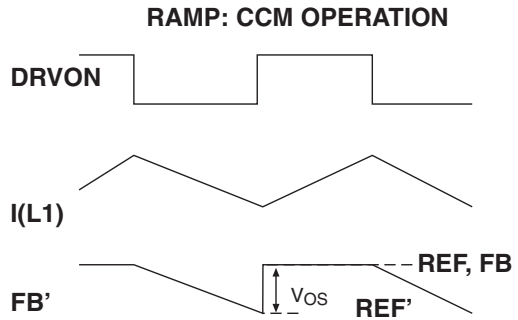 RAMP: CCM OPERATION
DRVON
I(L1)
REF, FB
FB’
VOS
REF’